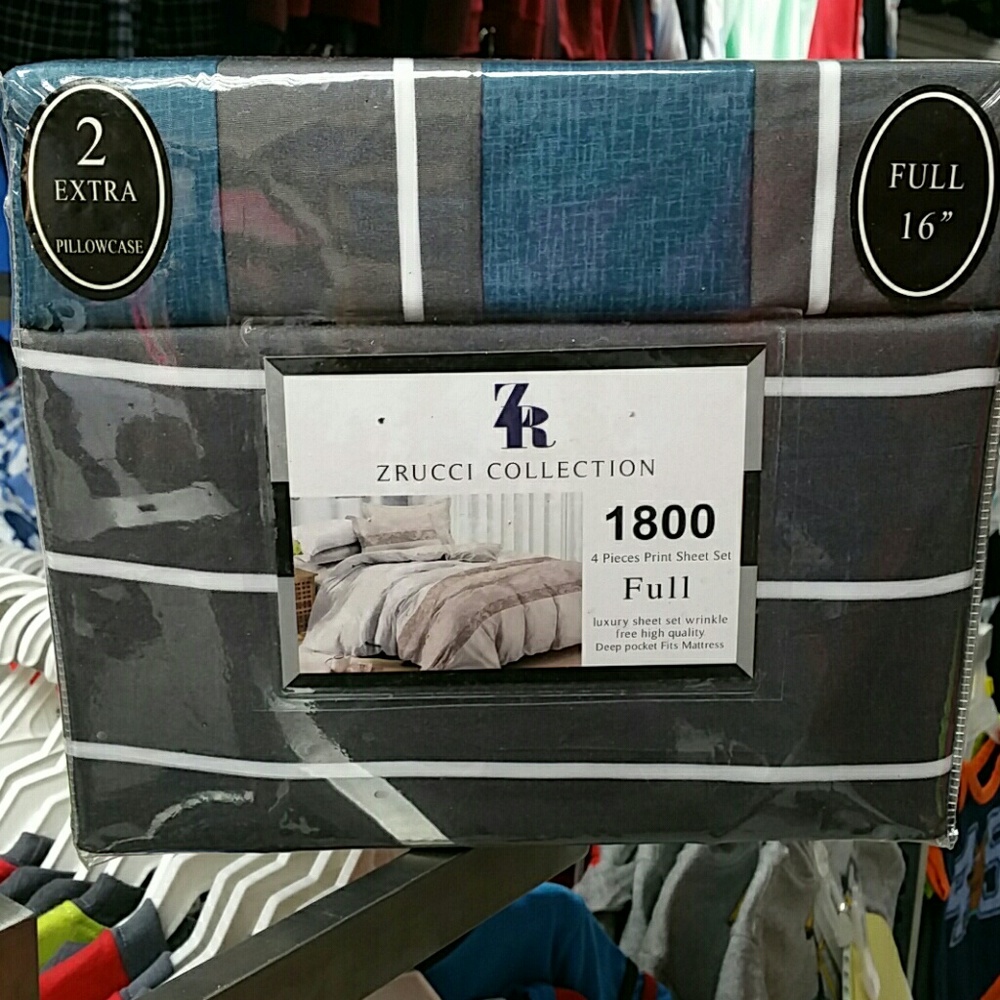 2
EXTRA
PILLOWCASE
FULL
16”
ZR
ZRUCCI COLLECTION
1800
4 Pieces Print Sheet Set
Full
luxury sheet set wrinkle
free high quality
Deep pocket Fits Mattress